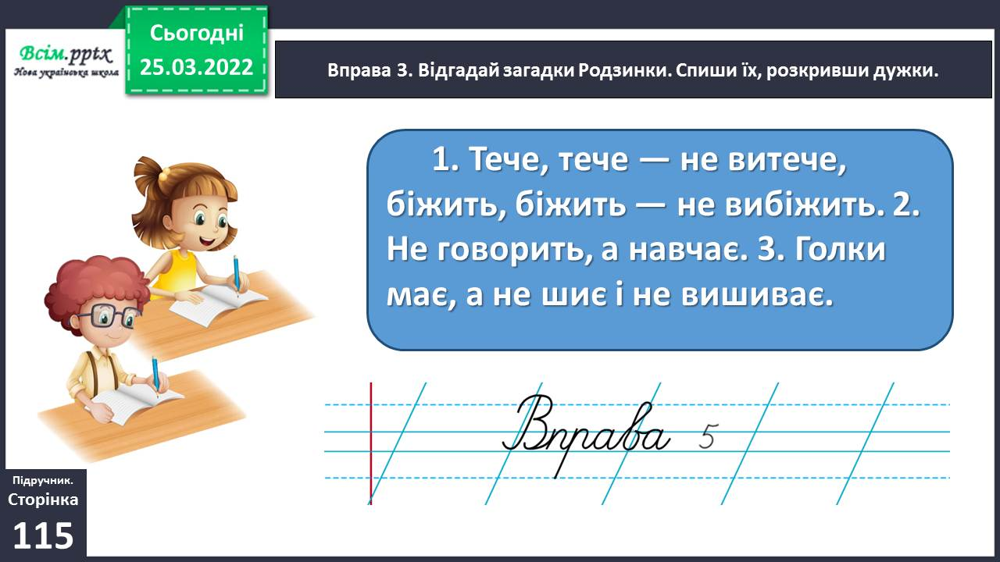 Всім.pptx
Нова українська школа
Сьогодні
25.03.2022
Вправа 3. Відгадай загадки Родзинки. Спиши їх, розкривши дужки.
1. Тече, тече — не витече,
біжить, біжить — не вибіжить. 2.
Не говорить, а навчає. 3. Голки
має, а не шиє і не вишиває.
Вправа 5
Підручник.
Сторінка
115